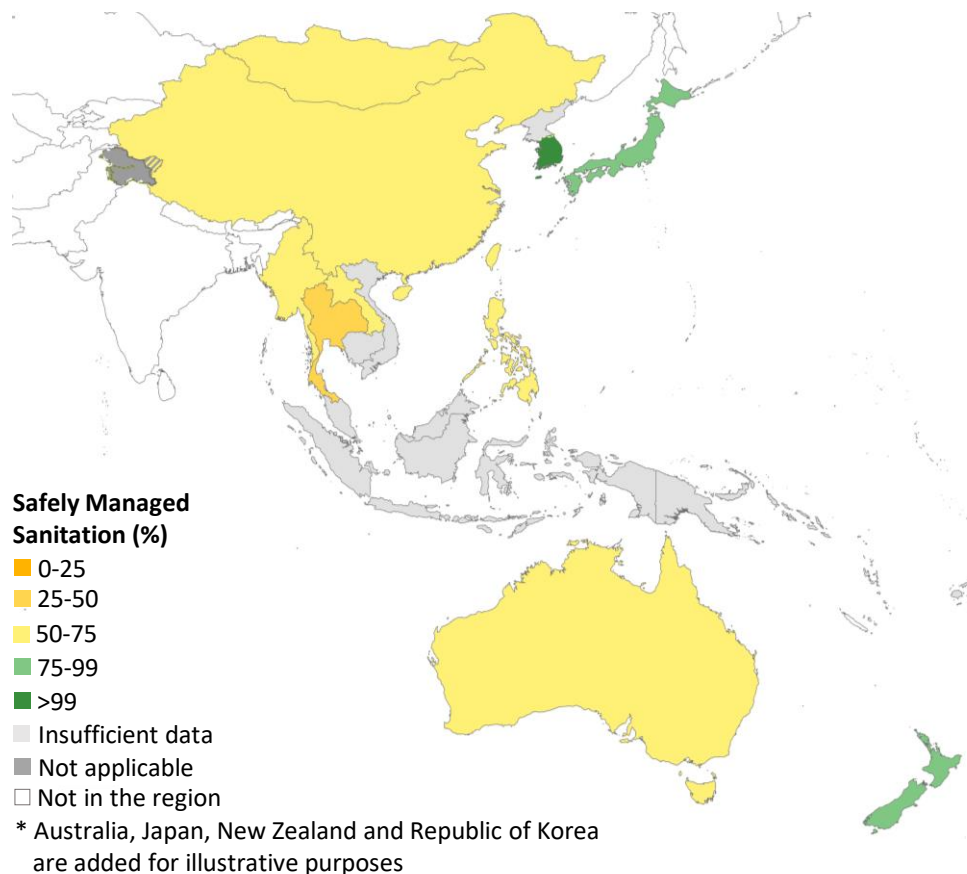 Safely Managed
Sanitation (%)
0-25
25-50
50-75
75-99
>99
Insufficient data
Not applicable
Not in the region
* Australia, Japan, New Zealand and Republic of Korea
are added for illustrative purposes